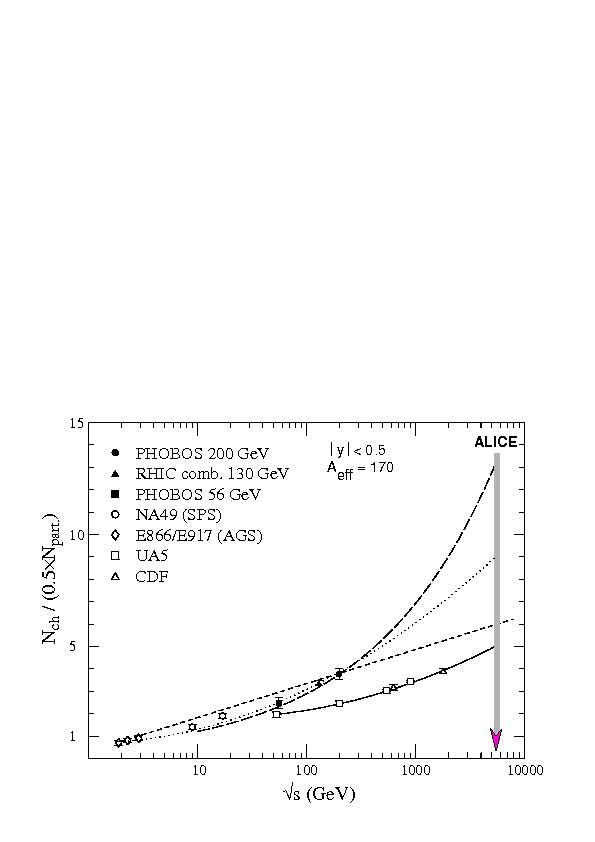 15
ALICE
PHOBOS 200 GeV
|y| < 0.5
RHIC comb. 130 GeV
A_eff = 170
PHOBOS 56 GeV
NA49 (SPS)
10
E866/E917 (AGS)
UA5
CDF
N_ch / (0.5×N_part.)
5
1
10
100
1000
10000
√s (GeV)